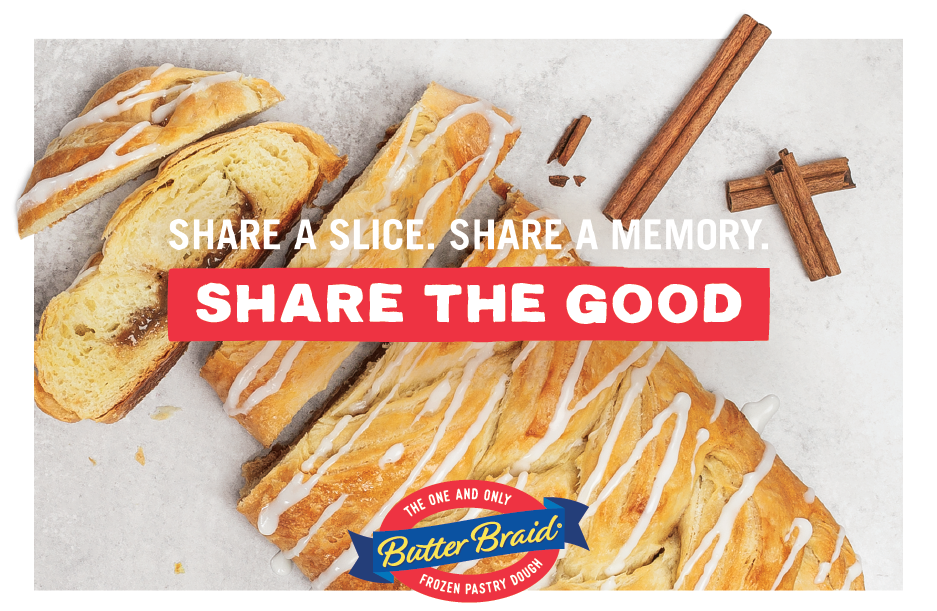 SHARE A SLICE. SHARE A MEMORY.
SHARE THE GOOD
THE ONE AND ONLY
Butter Braid®
FROZEN PASTRY DOUGH